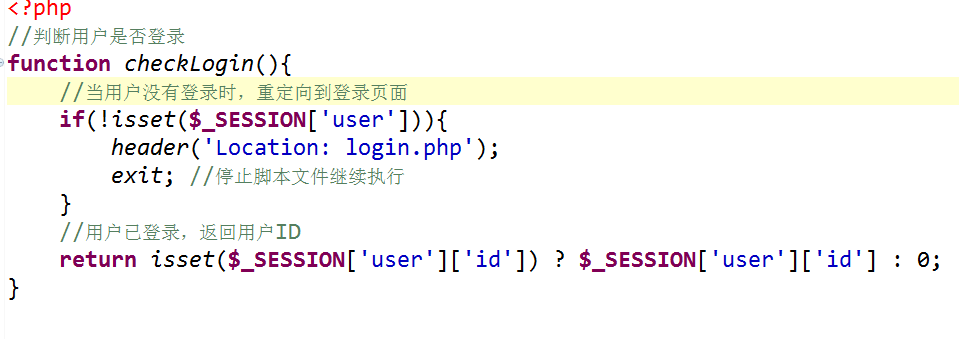 <?php
//判断用户是否登录
function checkLogin(){
    //当用户没有登录时，重定向到登录页面
    if(!isset($_SESSION['user'])){
        header('Location: login.php');
        exit; //停止脚本文件继续执行
    }
    //用户已登录，返回用户ID
    return isset($_SESSION['user']['id']) ? $_SESSION['user']['id'] : 0;
}